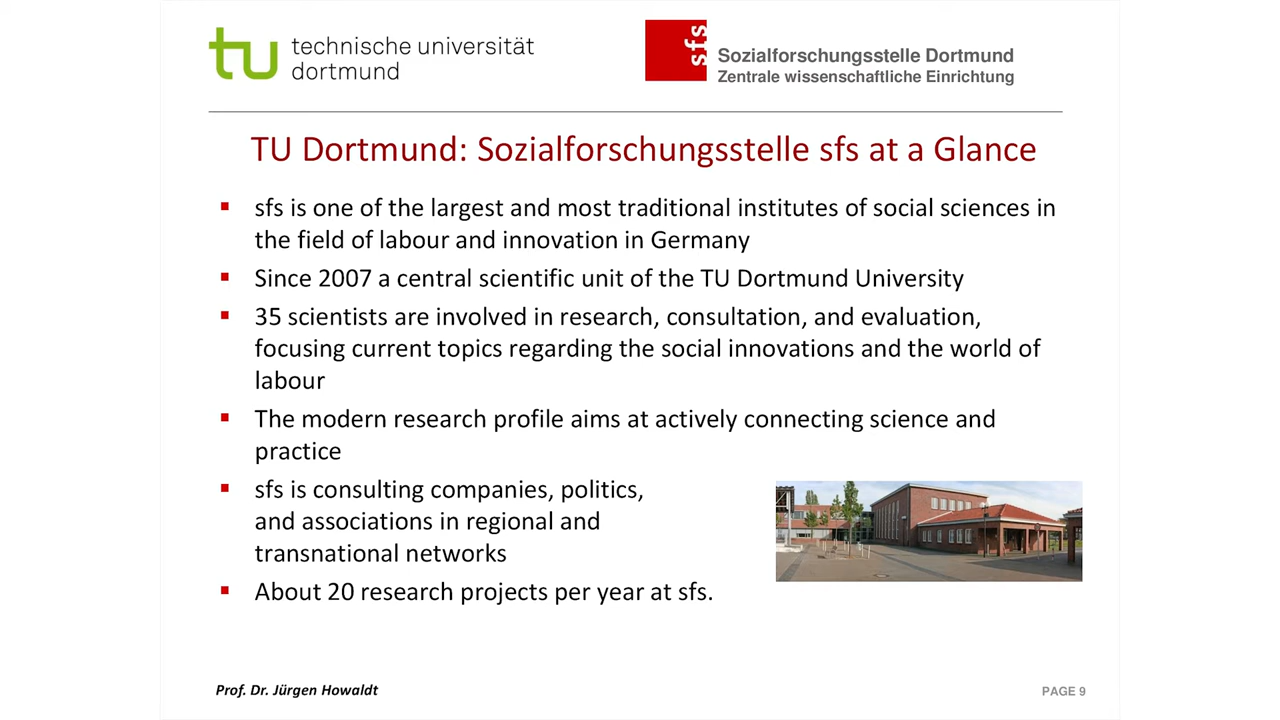 tu technische universität
dortmund
sfs
Sozialforschungsstelle Dortmund
Zentrale wissenschaftliche Einrichtung
TU Dortmund: Sozialforschungsstelle sfs at a Glance
▪ sfs is one of the largest and most traditional institutes of social sciences in
the field of labour and innovation in Germany
▪ Since 2007 a central scientific unit of the TU Dortmund University
▪ 35 scientists are involved in research, consultation, and evaluation,
focusing current topics regarding the social innovations and the world of
labour
▪ The modern research profile aims at actively connecting science and
practice
▪ sfs is consulting companies, politics,
and associations in regional and
transnational networks
▪ About 20 research projects per year at sfs.
Prof. Dr. Jürgen Howaldt
PAGE 9